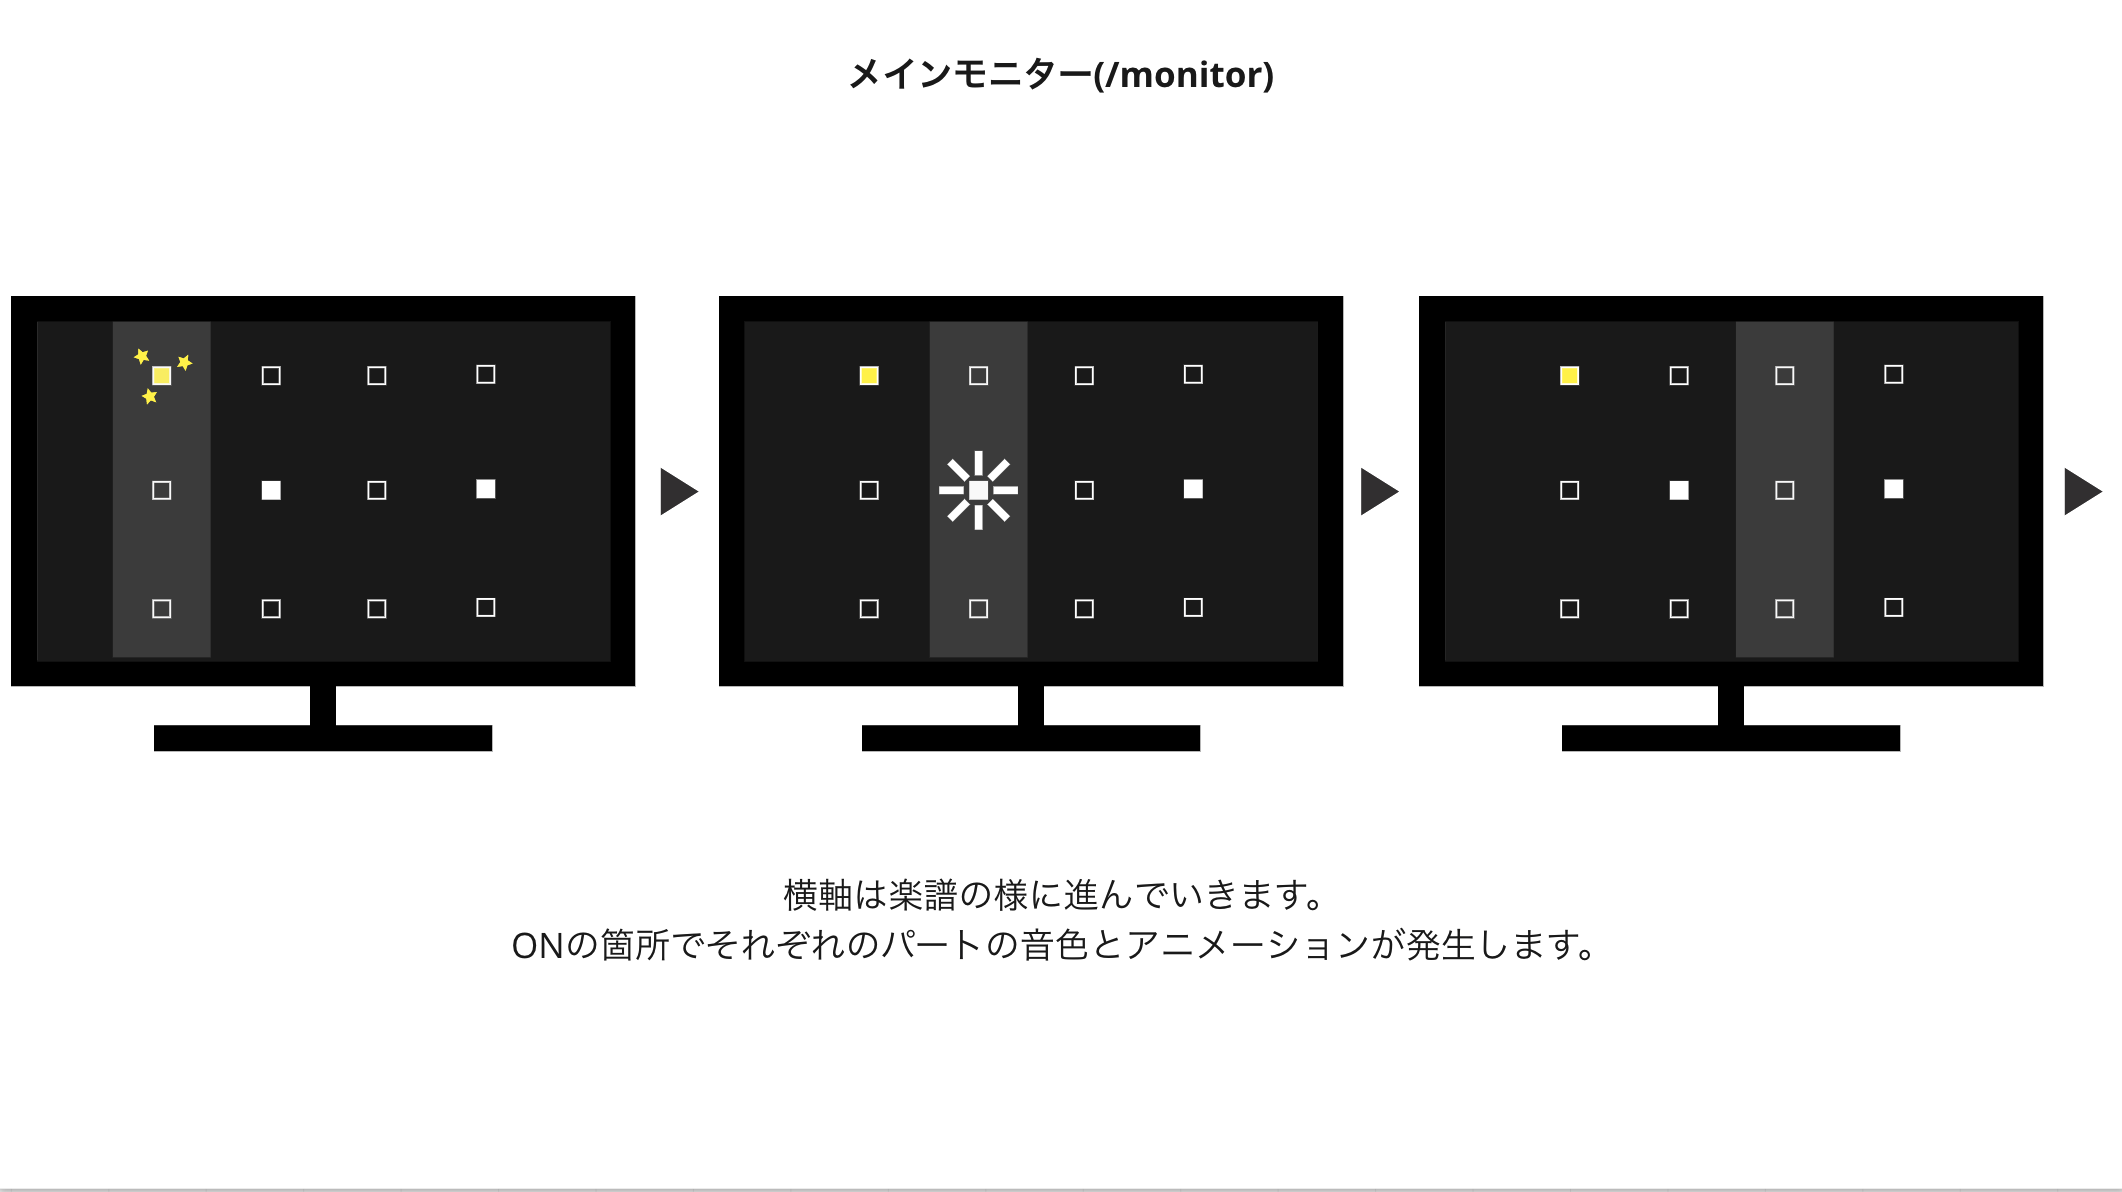 メインモニター(/monitor)
横軸は楽譜の様に進んでいきます。
ONの箇所でそれぞれのパートの音色とアニメーションが発生します。